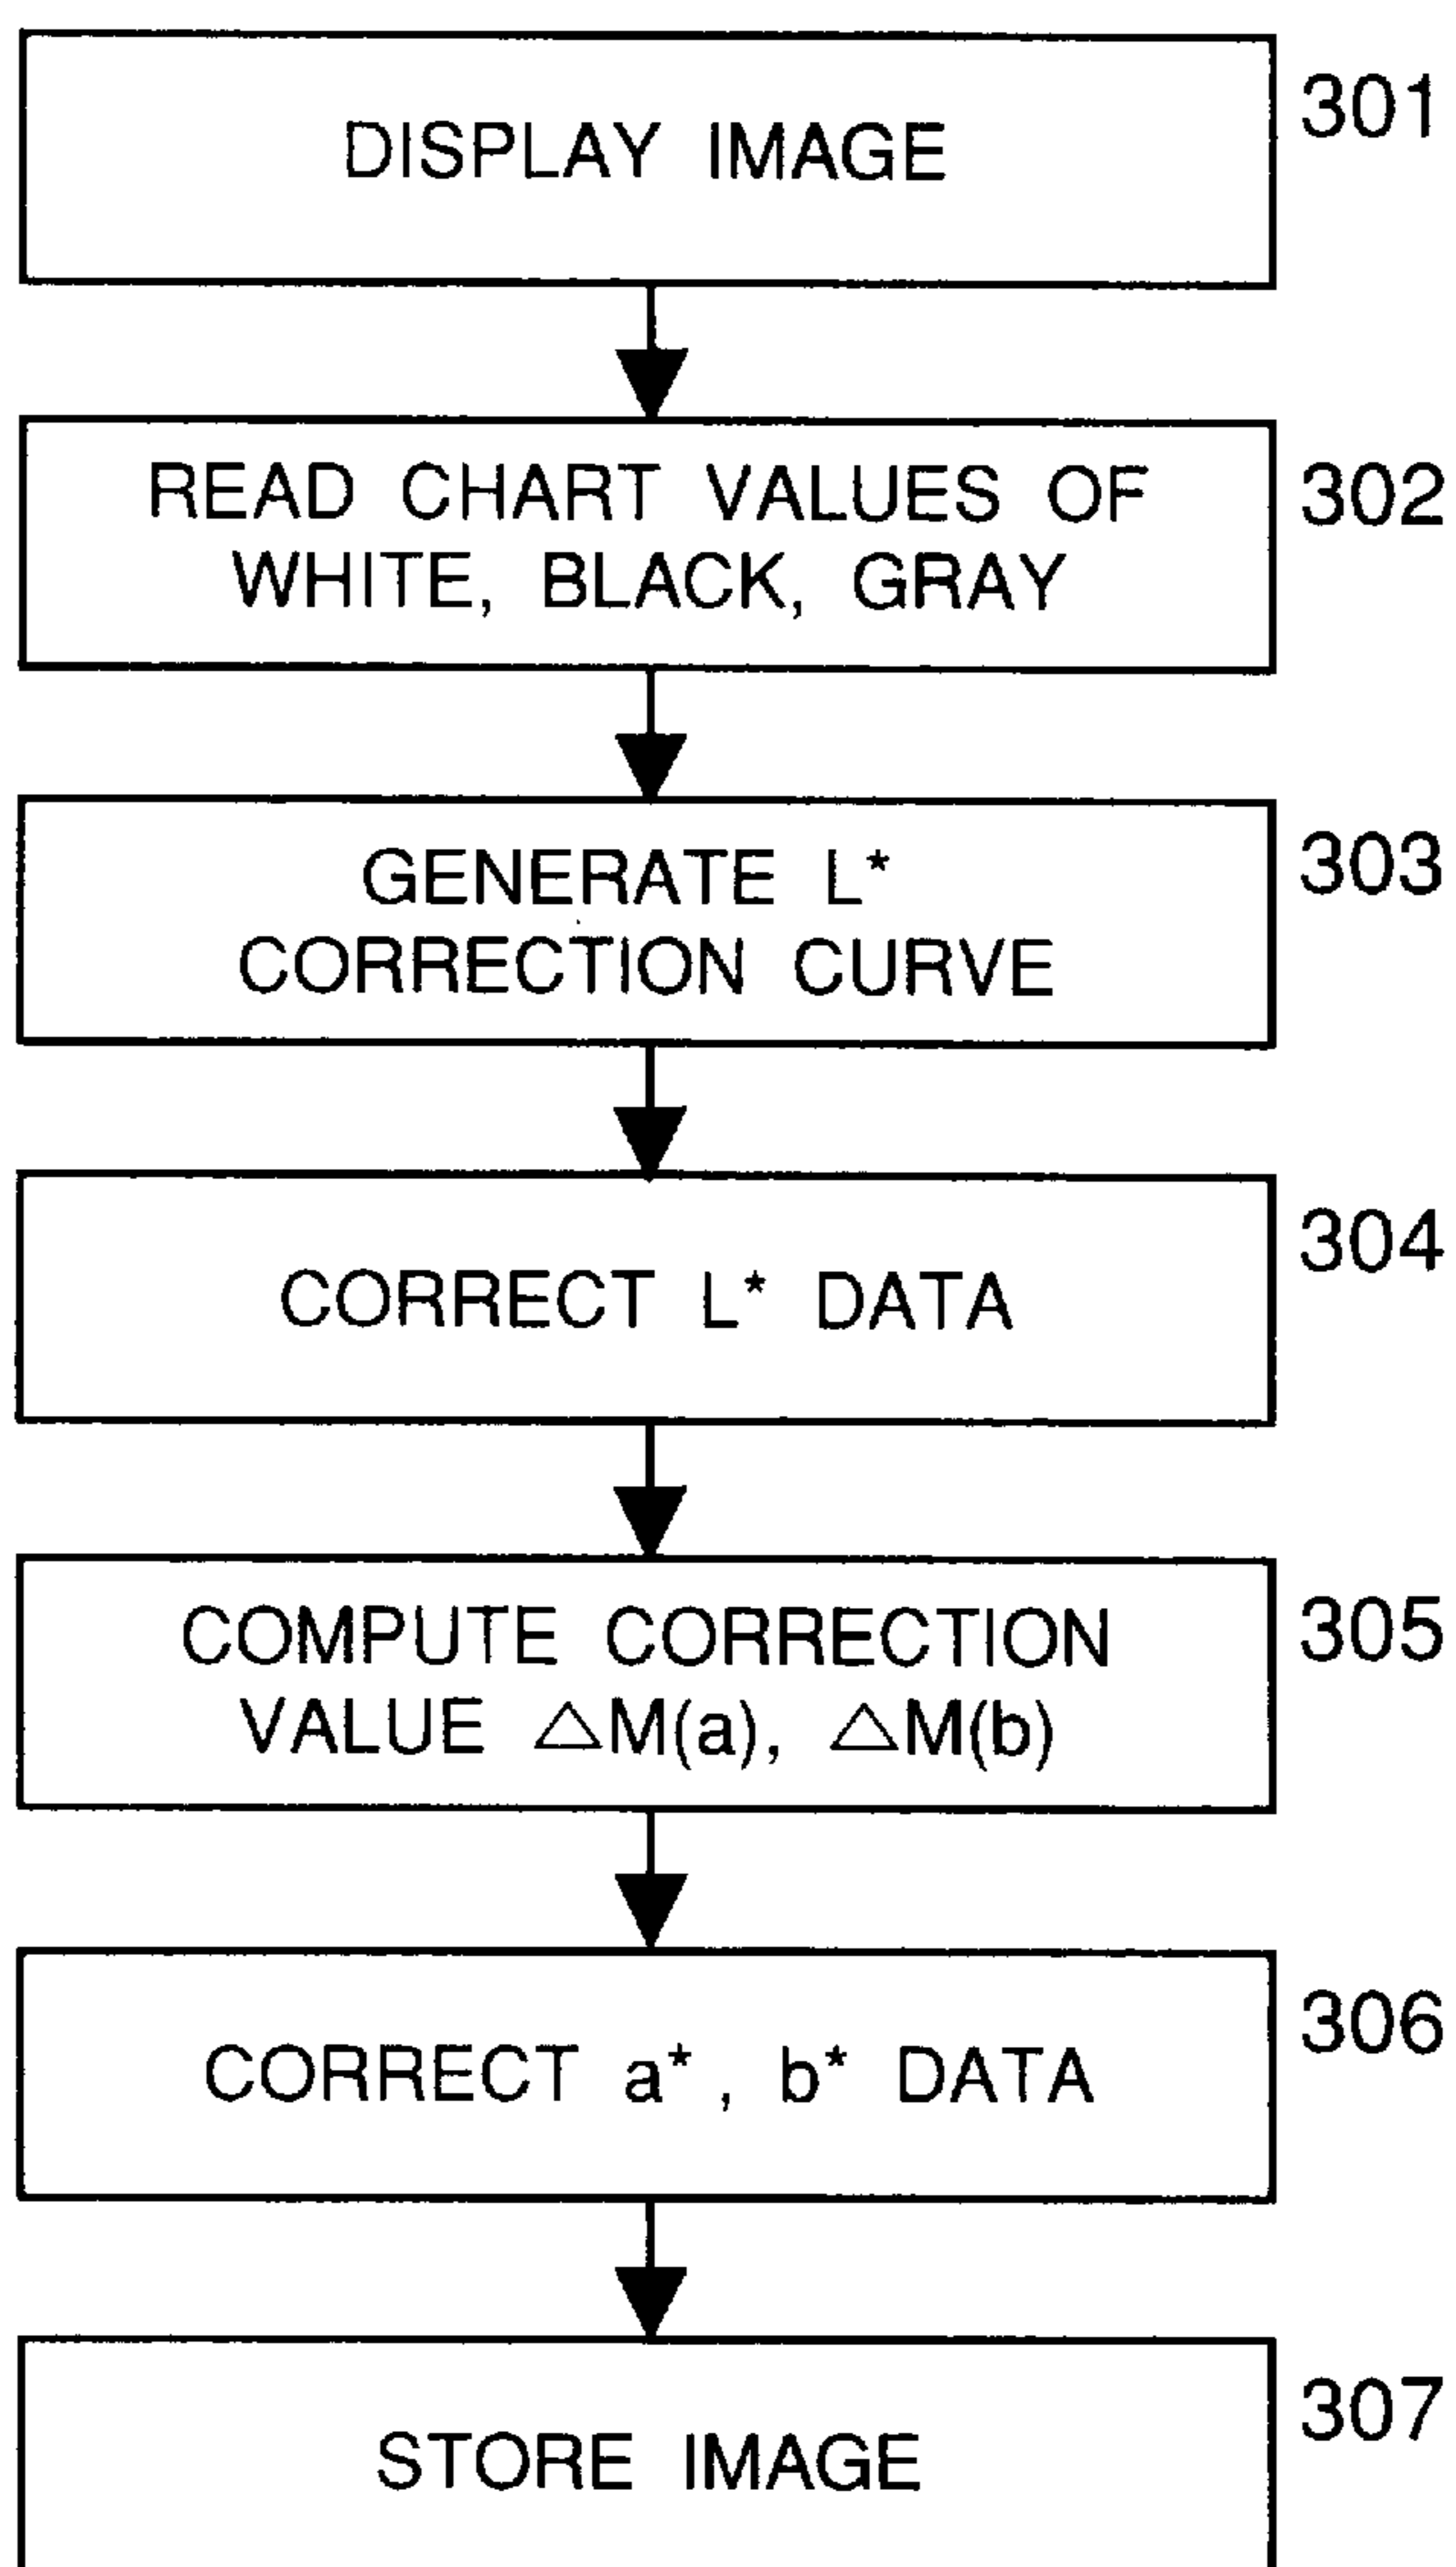 DISPLAY IMAGE
301
READ CHART VALUES OF
WHITE, BLACK, GRAY
302
GENERATE L*
CORRECTION CURVE
303
CORRECT L* DATA
304
COMPUTE CORRECTION
VALUE △M(a), △M(b)
305
CORRECT a*, b* DATA
306
STORE IMAGE
307